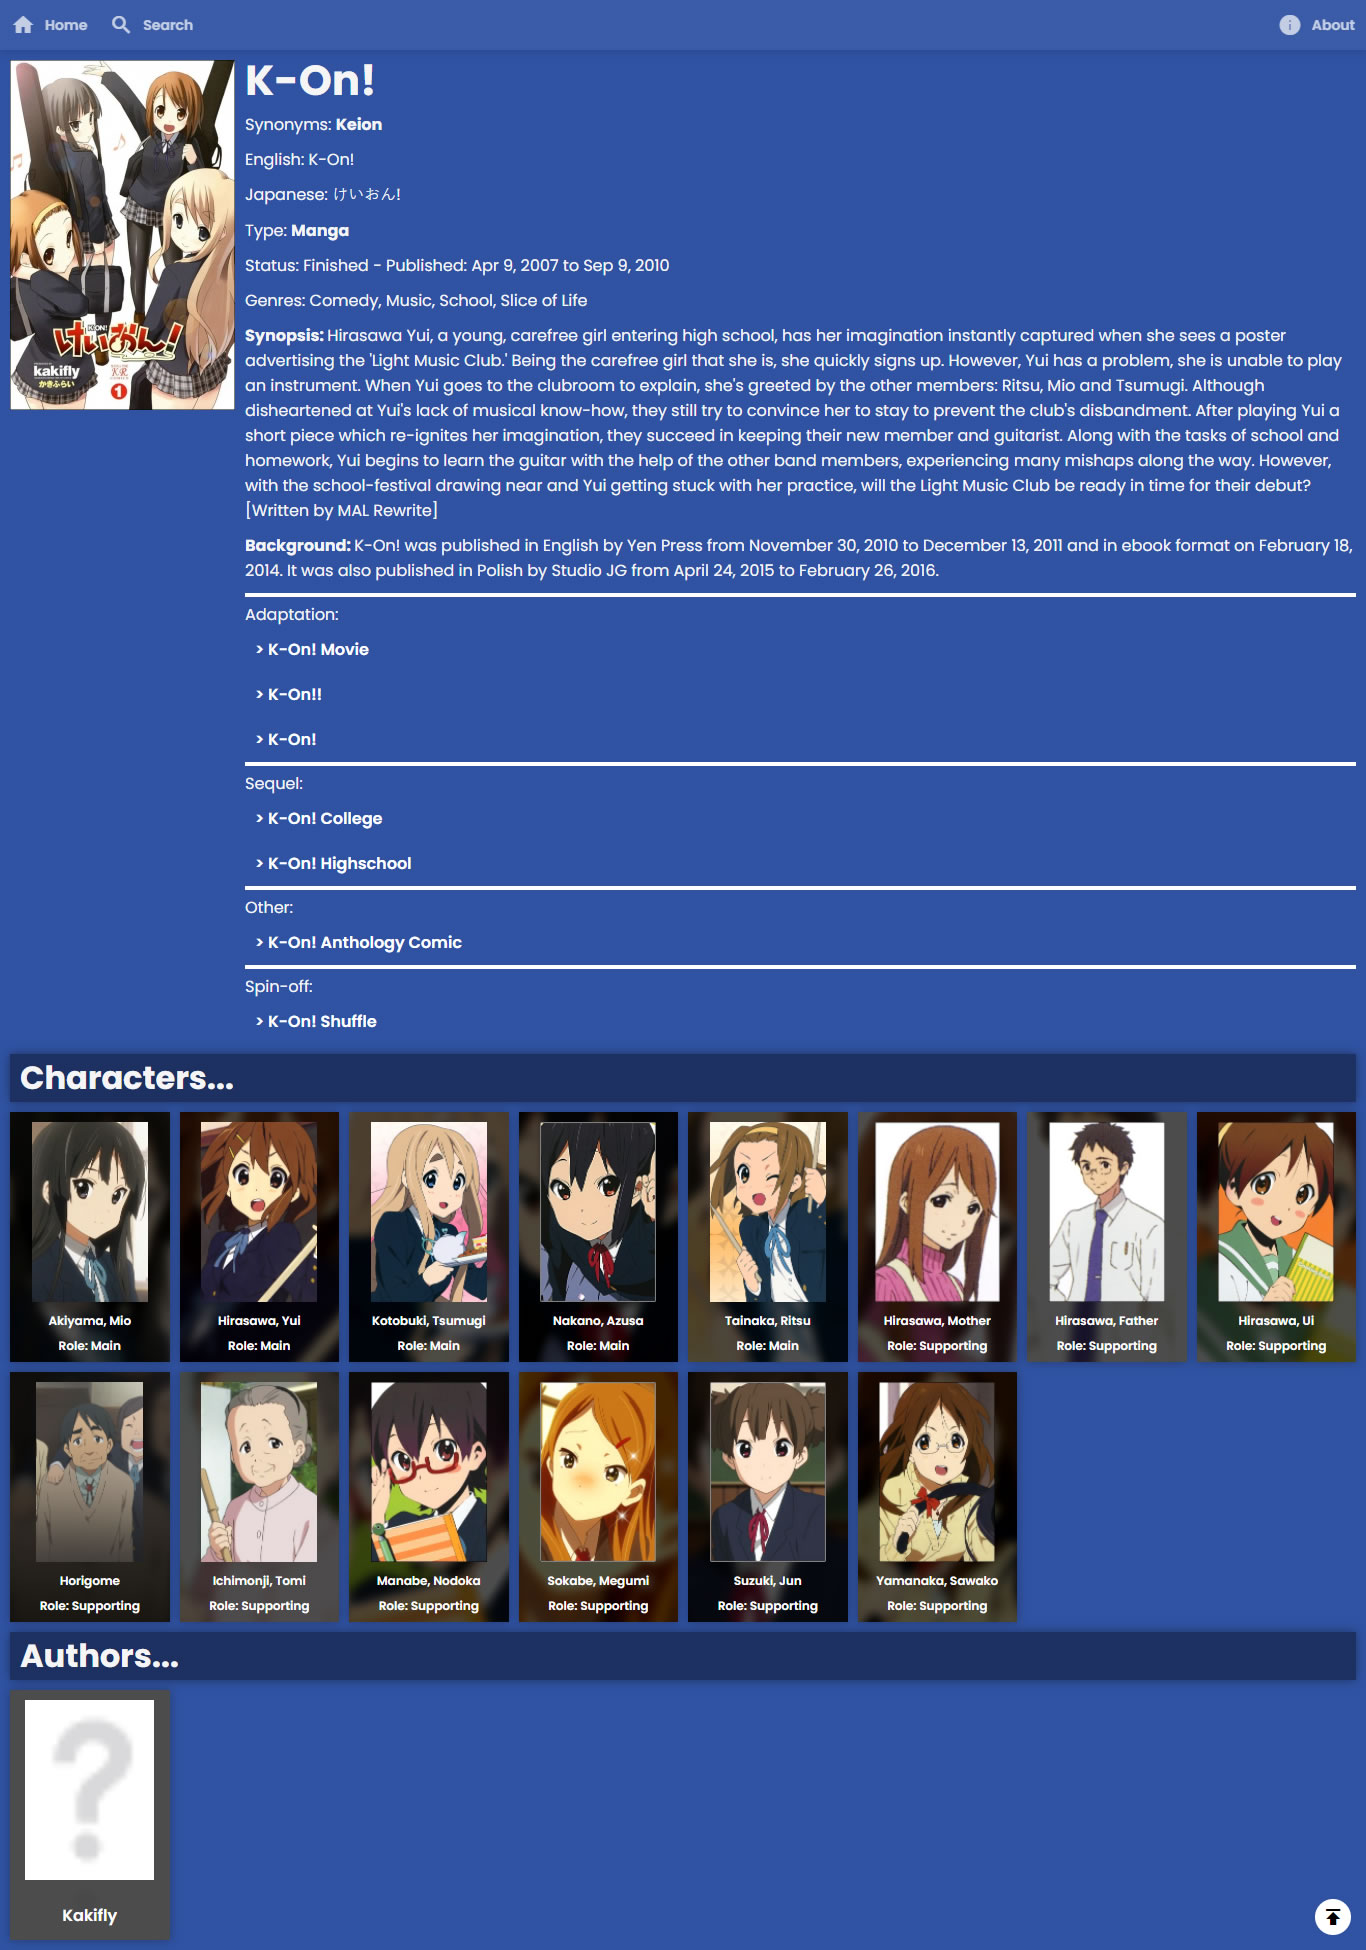 Home
Search
About
K-On!
Synonyms: Keion
English: K-On!
Japanese: けいおん!
Type: Manga
Status: Finished - Published: Apr 9, 2007 to Sep 9, 2010
Genres: Comedy, Music, School, Slice of Life
Synopsis: Hirasawa Yui, a young, carefree girl entering high school, has her imagination instantly captured when she sees a poster
advertising the 'Light Music Club.' Being the carefree girl that she is, she quickly signs up. However, Yui has a problem, she is unable to play
an instrument. When Yui goes to the clubroom to explain, she's greeted by the other members: Ritsu, Mio and Tsumugi. Although
disheartened at Yui's lack of musical know-how, they still try to convince her to stay to prevent the club's disbandment. After playing Yui a
short piece which re-ignites her imagination, they succeed in keeping their new member and guitarist. Along with the tasks of school and
homework, Yui begins to learn the guitar with the help of the other band members, experiencing many mishaps along the way. However,
with the school-festival drawing near and Yui getting stuck with her practice, will the Light Music Club be ready in time for their debut?
[Written by MAL Rewrite]
Background: K-On! was published in English by Yen Press from November 30, 2010 to December 13, 2011 and in ebook format on February 18,
2014. It was also published in Polish by Studio JG from April 24, 2015 to February 26, 2016.
けいおん!
K-ON!
kakifly
かきふらい
KR
1
Adaptation:
> K-On! Movie
> K-On!!
> K-On!
Sequel:
> K-On! College
> K-On! Highschool
Other:
> K-On! Anthology Comic
Spin-off:
> K-On! Shuffle
Characters...
Akiyama, Mio
Role: Main
Hirasawa, Yui
Role: Main
Kotobuki, Tsumugi
Role: Main
Nakano, Azusa
Role: Main
Tainaka, Ritsu
Role: Main
Hirasawa, Mother
Role: Supporting
Hirasawa, Father
Role: Supporting
Hirasawa, Ui
Role: Supporting
Horigome
Role: Supporting
Ichimonji, Tomi
Role: Supporting
Manabe, Nodoka
Role: Supporting
Sokabe, Megumi
Role: Supporting
Suzuki, Jun
Role: Supporting
Yamanaka, Sawako
Role: Supporting
Authors...
?
Kakifly